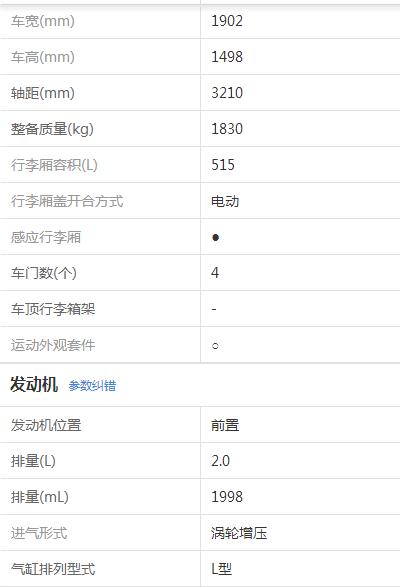 车宽(mm) 1902
车高(mm) 1498
轴距(mm) 3210
整备质量(kg) 1830
行李厢容积(L) 515
行李厢盖开合方式 电动
感应行李厢 ●
车门数(个) 4
车顶行李箱架 -
运动外观套件 ○
发动机 参数纠错
发动机位置 前置
排量(L) 2.0
排量(mL) 1998
进气形式 涡轮增压
气缸排列型式 L型